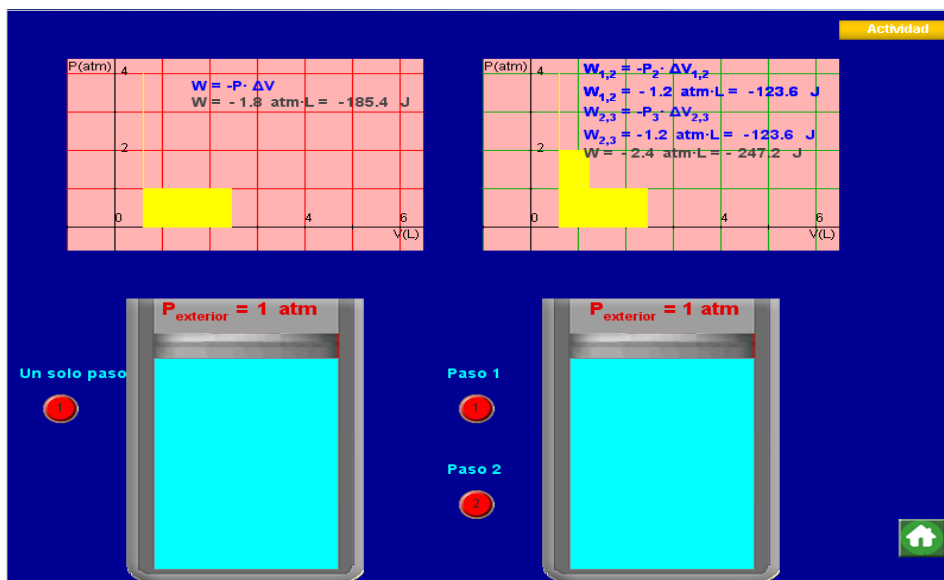 Actividad
P(atm)
4
W = -P· ΔV
W = - 1.8 atm·L = -185.4 J
2
0
4
6
V(L)
P(atm)
4
W1,2 = -P2· ΔV1,2
W1,2 = - 1.2 atm·L = -123.6 J
W2,3 = -P3· ΔV2,3
W2,3 = -1.2 atm·L = -123.6 J
W = - 2.4 atm·L = - 247.2 J
2
0
4
6
V(L)
Pexterior = 1 atm
Un solo paso
1
Pexterior = 1 atm
Paso 1
1
Paso 2
2